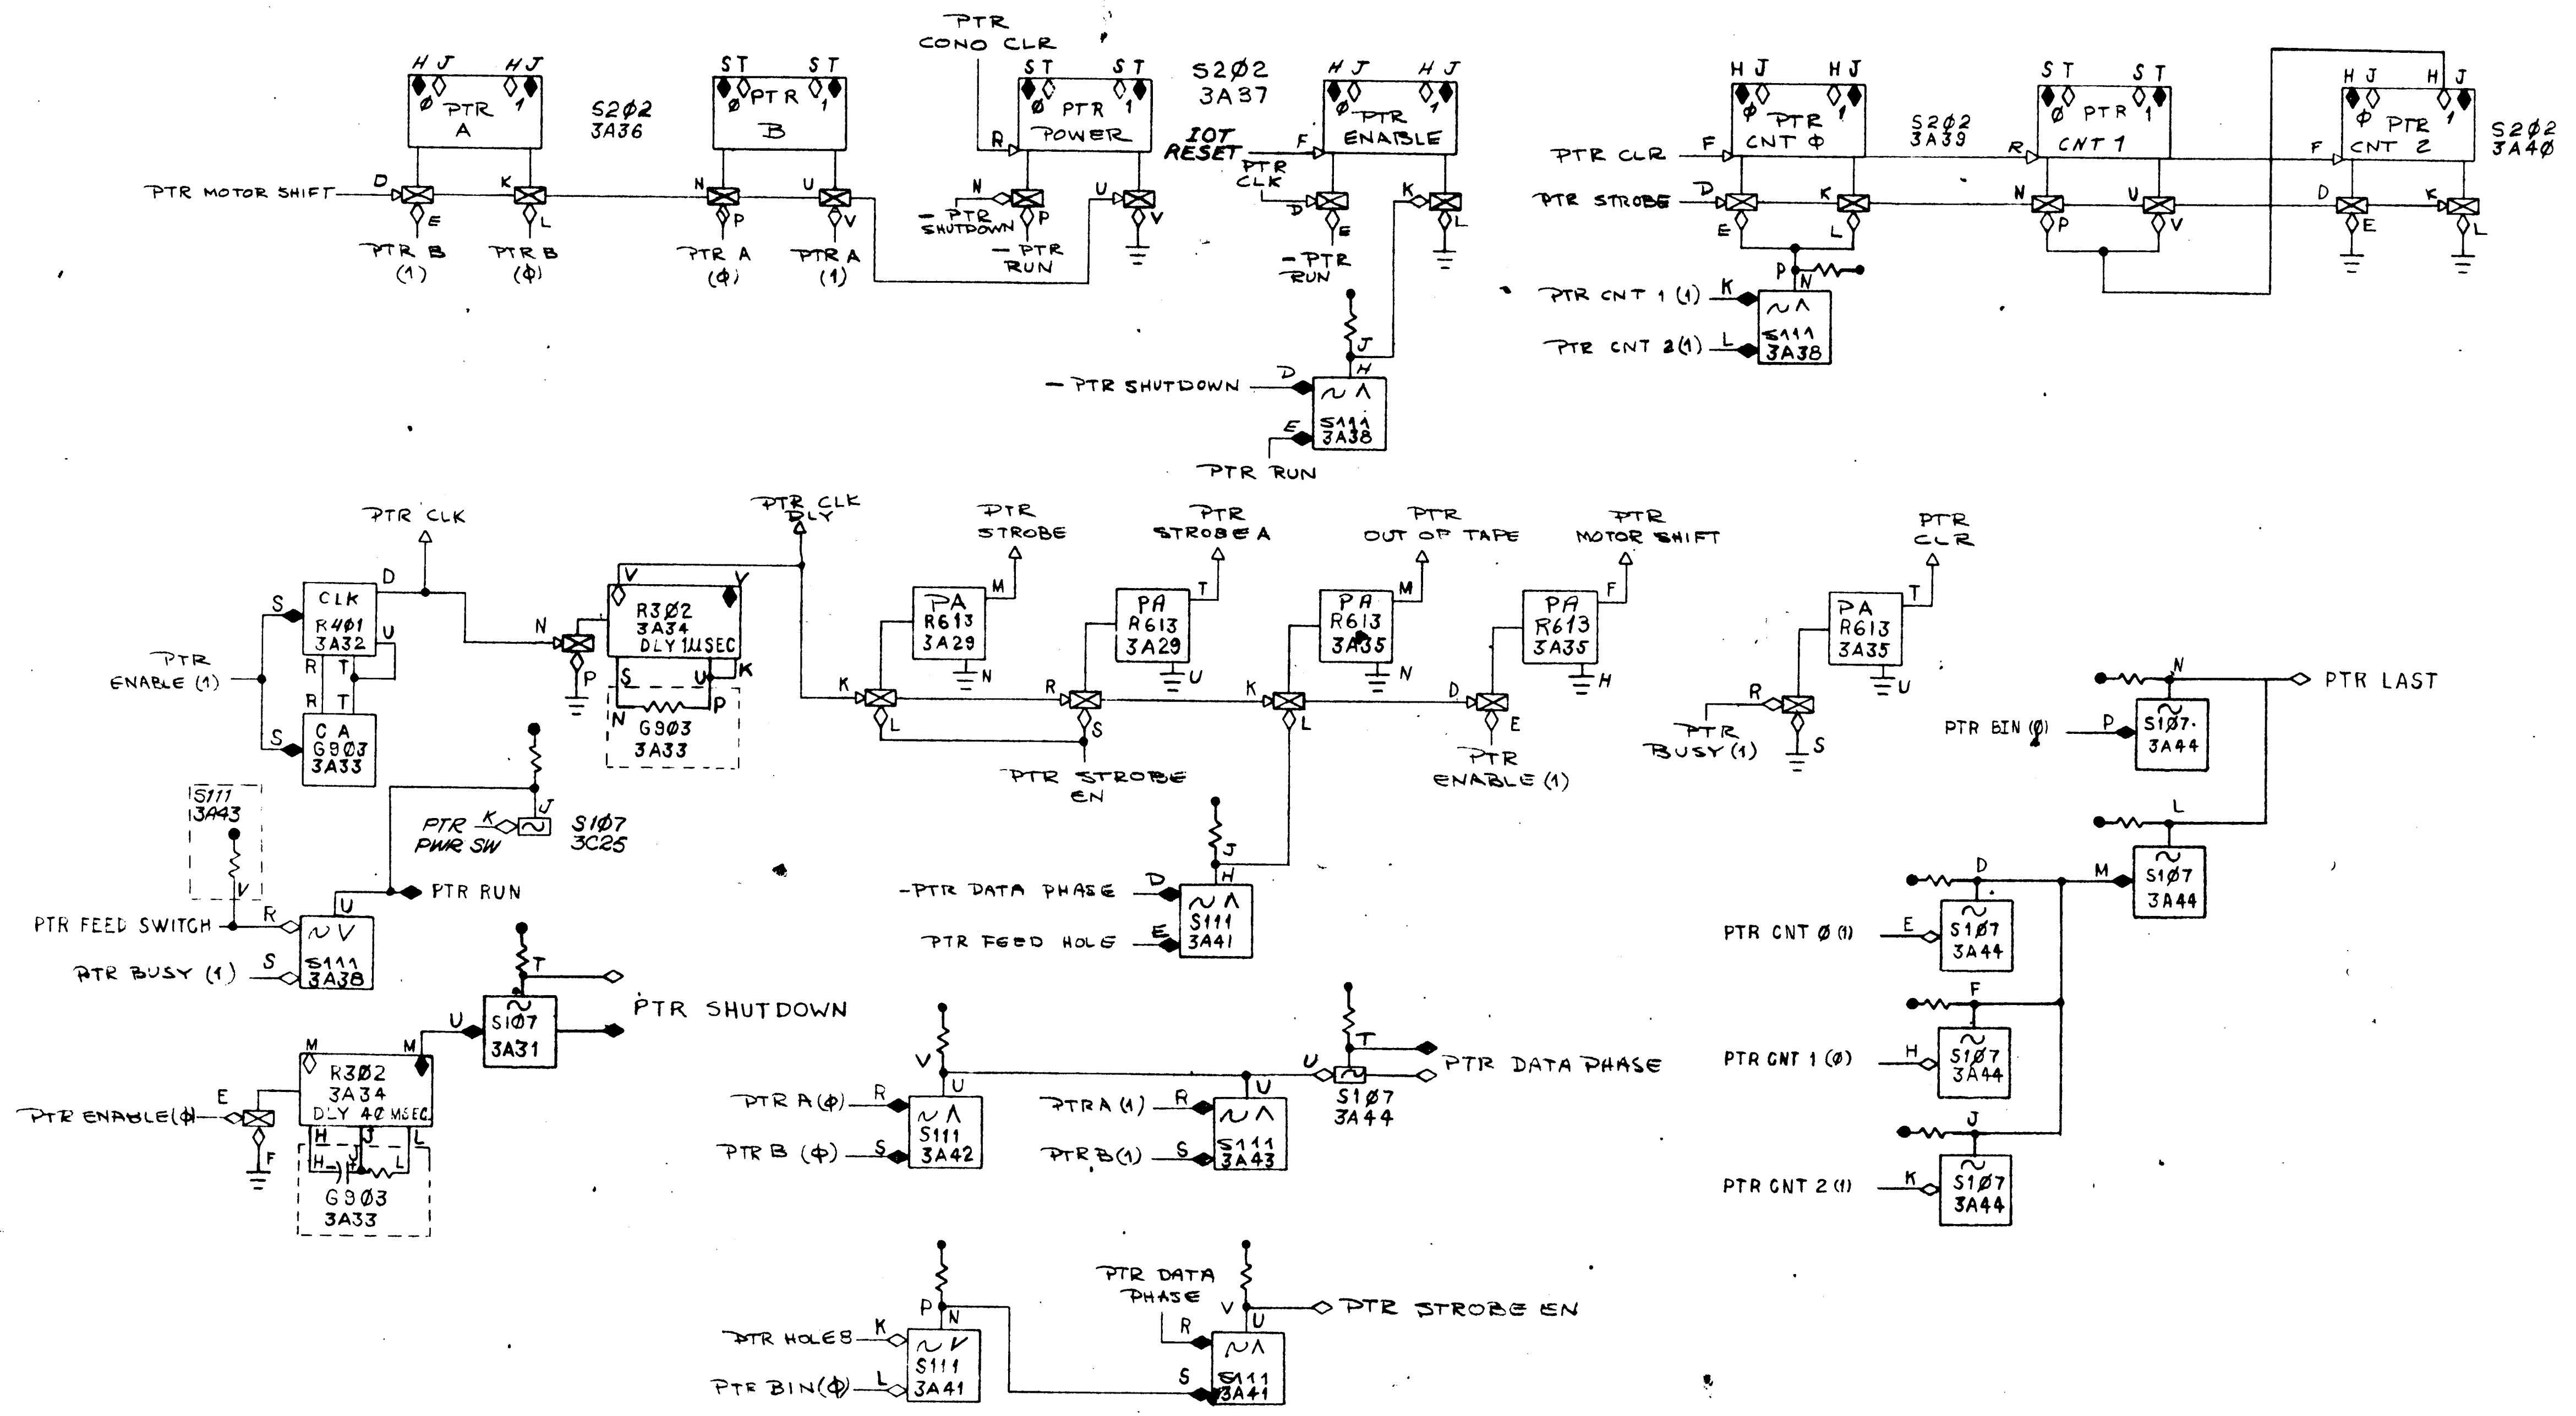 PTR
CONO CLR
H J H J
Ø PTR 1
A
S2Ø2
3A36
S T S T
Ø PTR 1
B
S T S T
Ø PTR 1
POWER
R
S2Ø2
3A37
H J H J
Ø PTR 1
ENABLE
IOT
RESET
F
PTR
CLK
H J H J
Ø PTR 1
CNT Ø
S2Ø2
3A39
S T S T
Ø PTR 1
CNT 1
H J H J
Ø PTR 1
CNT 2
S2Ø2
3A4Ø
PTR CLR F R F
PTR MOTOR SHIFT D K N U
E L P V
PTR B
(1)
PTR B
(Ø)
PTR A
(Ø)
PTR A
(1)
N U
P V
- PTR
SHUTDOWN
- PTR
RUN
D K
E L
- PTR
RUN
PTR STROBE D K N U D K
E L P V E L
P N
PTR CNT 1 (1) K
PTR CNT 2 (1) L
~ Λ
S111
3A38
J
H
- PTR SHUTDOWN D
E
PTR RUN
~ Λ
S111
3A38
PTR CLK
D
CLK
R4Ø1
3A32
S
U
R T
PTR
ENABLE (1)
R T
S
CA
G9Ø3
3A33
N
P
V V
R3Ø2
3A34
DLY 1µSEC
S U K
N P
G9Ø3
3A33
PTR CLK
DLY
PTR
STROBE
M
PA
R613
3A29
N
K
L
PTR
STROBE A
T
PA
R613
3A29
U
R
S
PTR STROBE
EN
PTR
OUT OF TAPE
M
PA
R613
3A35
N
K
L
PTR
MOTOR SHIFT
F
PA
R613
3A35
H
D
E
PTR
ENABLE (1)
PTR
CLR
T
PA
R613
3A35
U
R
S
PTR
BUSY (1)
N
PTR LAST
PTR BIN (Ø) P
~
S1Ø7
3A44
L
M
~
S1Ø7
3A44
D
PTR CNT Ø (1) E
~
S1Ø7
3A44
F
PTR CNT 1 (Ø) H
~
S1Ø7
3A44
J
PTR CNT 2 (1) K
~
S1Ø7
3A44
S111
3A43
V
J
PTR
PWR SW
K
~
S1Ø7
3C25
PTR RUN
PTR FEED SWITCH R
U
~ V
S111
3A38
PTR BUSY (1) S
J
H
-PTR DATA PHASE D
PTR FEED HOLE E
~ Λ
S111
3A41
T
~
S1Ø7
3A31
U
PTR SHUTDOWN
M M
R3Ø2
3A34
DLY 4Ø MSEC
PTR ENABLE(Ø) E
F
H J L
H J L
G9Ø3
3A33
V
U
PTR A (Ø) R
PTR B (Ø) S
~ Λ
S111
3A42
U
PTR A (1) R
PTR B (1) S
~ Λ
S111
3A43
T
U
~
S1Ø7
3A44
PTR DATA PHASE
P
N
PTR HOLE 8 K
PTR BIN(Ø) L
~ V
S111
3A41
PTR DATA
PHASE
R
S
V
U
~ Λ
S111
3A41
PTR STROBE EN